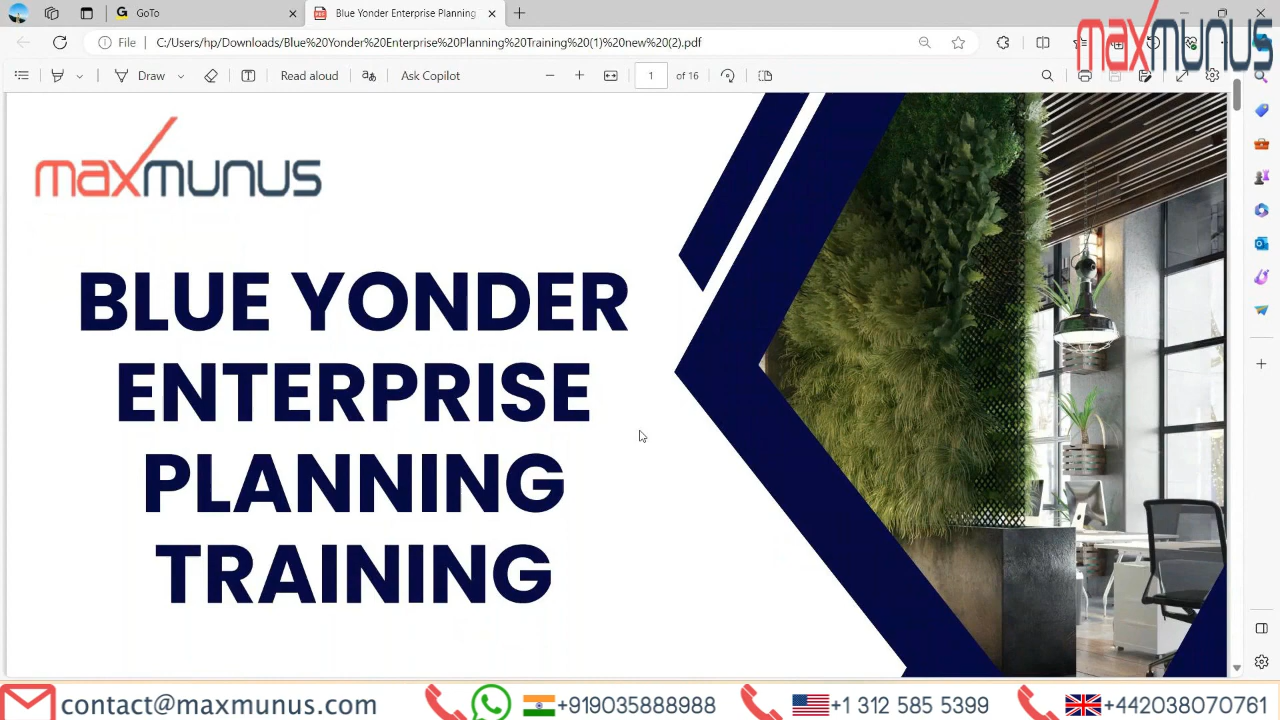 GoTo
Blue Yonder Enterprise Planning
File
C:/Users/hp/Downloads/Blue%20Yonder%20Enterprise%20Planning%20Training%20(1)%20new%20(2).pdf
Draw
Read aloud
Ask Copilot
1 of 16
maxmunus
maxmunus
BLUE YONDER
ENTERPRISE
PLANNING
TRAINING
contact@maxmunus.com
+919035888988
+1 312 585 5399
+442038070761